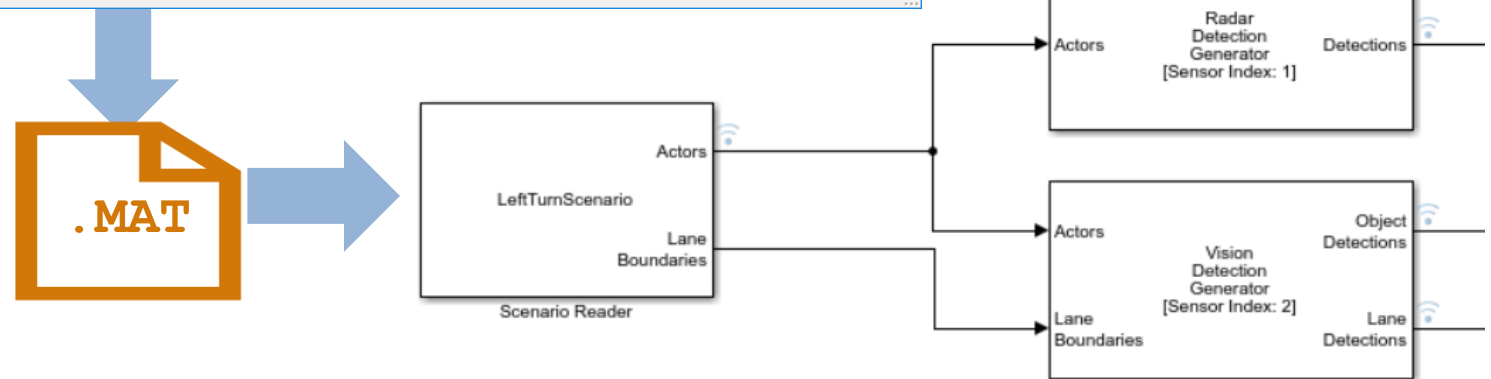 .MAT
Actors
LeftTurnScenario
Lane
Boundaries
Scenario Reader
Actors
Radar
Detection
Generator
[Sensor Index: 1]
Detections
Actors
Lane
Boundaries
Vision
Detection
Generator
[Sensor Index: 2]
Object
Detections
Lane
Detections